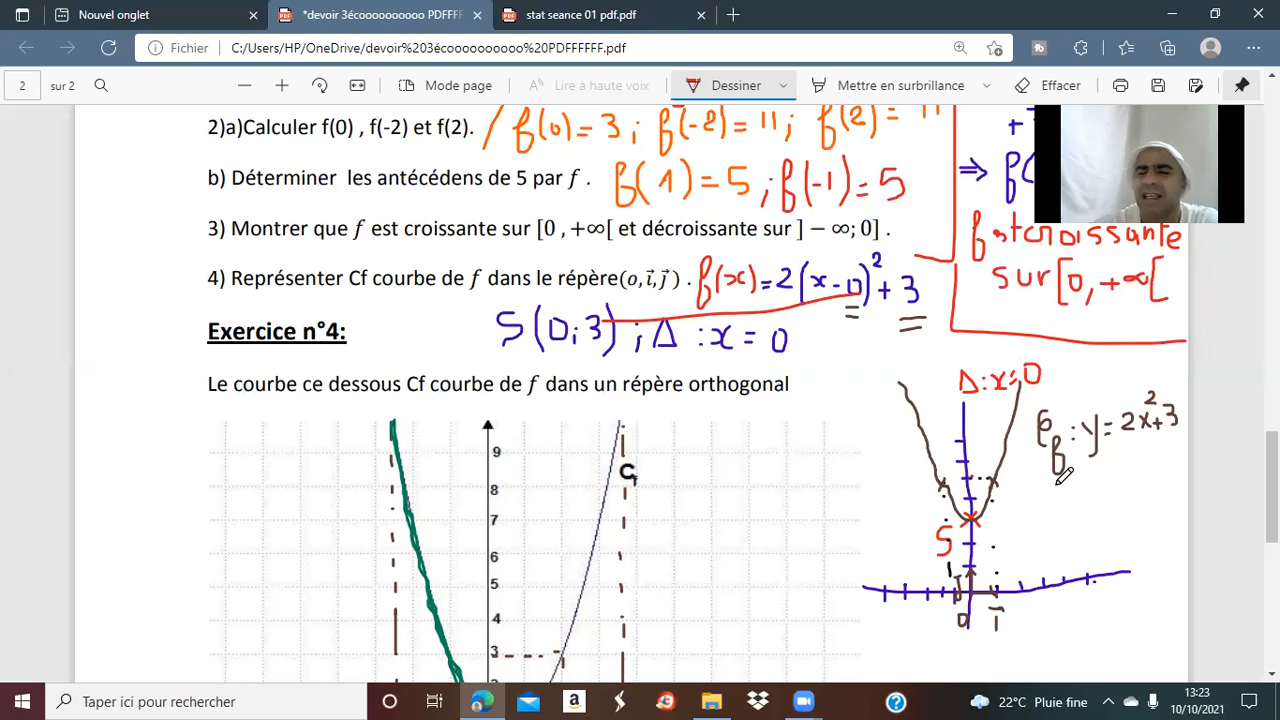 Nouvel onglet
*devoir 3écooooooooo PDFFFF
stat seance 01 pdf.pdf
Fichier
C:/Users/HP/OneDrive/devoir%203écoooooooooo%20PDFFFFFF.pdf
2
sur 2
Mode page
Lire à haute voix
Dessiner
Mettre en surbrillance
Effacer
2)a)Calculer f(0) , f(-2) et f(2). / f(0) = 3 ; f(-2) = 11 ; f(2) = 11
b) Déterminer les antécédens de 5 par f . f(1) = 5 ; f(-1) = 5
⇒ f(
3) Montrer que f est croissante sur [0 ,+∞[ et décroissante sur ] − ∞; 0] .
f est croissante
sur [0, +∞[
4) Représenter Cf courbe de f dans le répère(o, i⃗, j⃗ ) . f(x) = 2(x - 0)² + 3
Exercice n°4:
S(0; 3) ; Δ : x = 0
Le courbe ce dessous Cf courbe de f dans un répère orthogonal
Δ: x = 0
Cf : y = 2x² + 3
9
8
7
6
5
4
3
S
1
J
0
I
Taper ici pour rechercher
22°C Pluie fine
13:23
10/10/2021